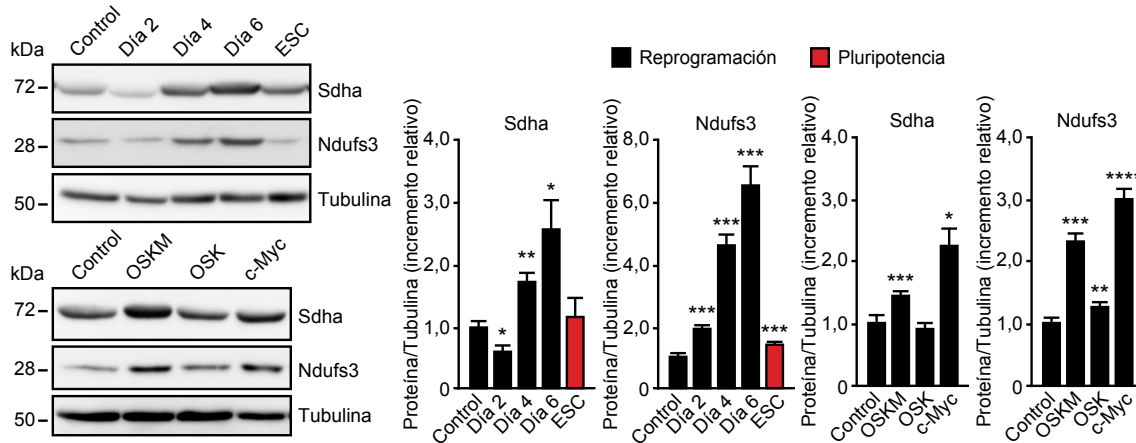 kDa
Control
Día 2
Día 4
Día 6
ESC
72
Sdha
28
Ndufs3
50
Tubulina
kDa
Control
OSKM
OSK
c-Myc
72
Sdha
28
Ndufs3
50
Tubulina
Reprogramación
Pluripotencia
Proteína/Tubulina (incremento relativo)
Sdha
4,0
3,0
2,0
1,0
0
*
**
*
Control
Día 2
Día 4
Día 6
ESC
Proteína/Tubulina (incremento relativo)
Ndufs3
8,0
6,0
4,0
2,0
0
***
***
***
***
Control
Día 2
Día 4
Día 6
ESC
Proteína/Tubulina (incremento relativo)
Sdha
4,0
3,0
2,0
1,0
0
***
*
Control
OSKM
OSK
c-Myc
Proteína/Tubulina (incremento relativo)
Ndufs3
4,0
3,0
2,0
1,0
0
***
**
****
Control
OSKM
OSK
c-Myc